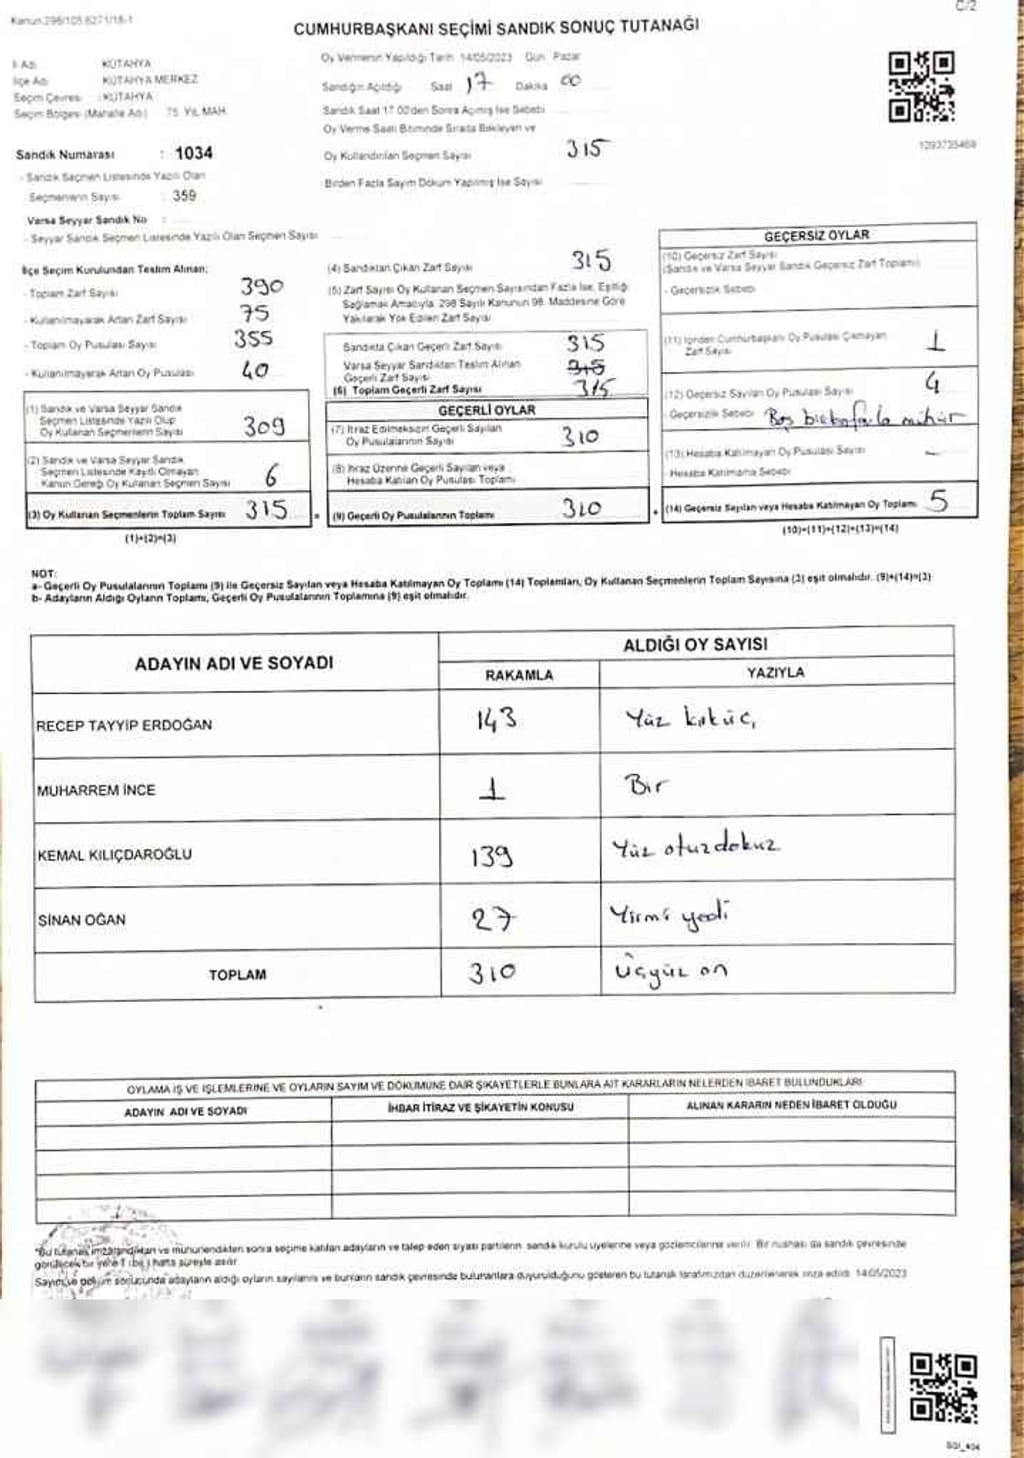 Kanun 298/105 6271/18-1
C/2
CUMHURBAŞKANI SEÇİMİ SANDIK SONUÇ TUTANAĞI
İl Adı KÜTAHYA
İlçe Adı KÜTAHYA MERKEZ
Seçim Çevresi : KÜTAHYA
Seçim Bölgesi (Mahalle Adı) 75. YIL MAH.
Sandık Numarası : 1034
- Sandık Seçmen Listesinde Yazılı Olan
Seçmenlerin Sayısı : 359
Varsa Seyyar Sandık No :
- Seyyar Sandık Seçmen Listesinde Yazılı Olan Seçmen Sayısı
Oy Vermenin Yapıldığı Tarih 14/05/2023 Gün Pazar
Sandığın Açıldığı Saat 17 Dakika 00
Sandık Saat 17.00'den Sonra Açılmış İse Sebebi
Oy Verme Saati Bitiminde Sırada Bekleyen ve
Oy Kullandırılan Seçmen Sayısı 315
Birden Fazla Sayım Döküm Yapılmış İse Sayısı
1293735469
İlçe Seçim Kurulundan Teslim Alınan;
- Toplam Zarf Sayısı 390
- Kullanılmayarak Artan Zarf Sayısı 75
- Toplam Oy Pusulası Sayısı 355
- Kullanılmayarak Artan Oy Pusulası 40
(1) Sandık ve Varsa Seyyar Sandık
Seçmen Listesinde Yazılı Olup
Oy Kullanan Seçmenlerin Sayısı 309
(2) Sandık ve Varsa Seyyar Sandık
Seçmen Listesinde Kayıtlı Olmayan
Kanun Gereği Oy Kullanan Seçmen Sayısı 6
(3) Oy Kullanan Seçmenlerin Toplam Sayısı 315
(1)+(2)=(3)
(4) Sandıktan Çıkan Zarf Sayısı 315
(5) Zarf Sayısı Oy Kullanan Seçmen Sayısından Fazla İse, Eşitliği
Sağlamak Amacıyla, 298 Sayılı Kanunun 98. Maddesine Göre
Yakılarak Yok Edilen Zarf Sayısı
Sandıkta Çıkan Geçerli Zarf Sayısı 315
Varsa Seyyar Sandıktan Teslim Alınan
Geçerli Zarf Sayısı 315
(6) Toplam Geçerli Zarf Sayısı 315
GEÇERLİ OYLAR
(7) İtiraz Edilmeksizin Geçerli Sayılan
Oy Pusulalarının Sayısı 310
(8) İtiraz Üzerine Geçerli Sayılan veya
Hesaba Katılan Oy Pusulası Toplamı
(9) Geçerli Oy Pusulalarının Toplamı 310
GEÇERSİZ OYLAR
(10) Geçersiz Zarf Sayısı
(Sandık ve Varsa Seyyar Sandık Geçersiz Zarf Toplamı)
- Geçersizlik Sebebi
(11) İçinden Cumhurbaşkanı Oy Pusulası Çıkmayan
Zarf Sayısı 1
(12) Geçersiz Sayılan Oy Pusulası Sayısı 4
- Geçersizlik Sebebi Boş birden fazla mühür
(13) Hesaba Katılmayan Oy Pusulası Sayısı -
- Hesaba Katılmama Sebebi
(14) Geçersiz Sayılan veya Hesaba Katılmayan Oy Toplamı 5
(10)+(11)+(12)+(13)=(14)
NOT:
a- Geçerli Oy Pusulalarının Toplamı (9) ile Geçersiz Sayılan veya Hesaba Katılmayan Oy Toplamı (14) Toplamları, Oy Kullanan Seçmenlerin Toplam Sayısına (3) eşit olmalıdır. (9)+(14)=(3)
b- Adayların Aldığı Oyların Toplamı, Geçerli Oy Pusulalarının Toplamına (9) eşit olmalıdır.
ADAYIN ADI VE SOYADI
ALDIĞI OY SAYISI
RAKAMLA YAZIYLA
RECEP TAYYİP ERDOĞAN 143 Yüz kırküç
MUHARREM İNCE 1 Bir
KEMAL KILIÇDAROĞLU 139 Yüz otuzdokuz
SİNAN OĞAN 27 Yirmi yedi
TOPLAM 310 Üçyüz on
OYLAMA İŞ VE İŞLEMLERİNE VE OYLARIN SAYIM VE DÖKÜMÜNE DAİR ŞİKAYETLERLE BUNLARA AİT KARARLARIN NELERDEN İBARET BULUNDUKLARI
ADAYIN ADI VE SOYADI İHBAR İTİRAZ VE ŞİKAYETİN KONUSU ALINAN KARARIN NEDEN İBARET OLDUĞU
*Bu tutanak imzalandıktan ve mühürlendikten sonra seçime katılan adayların ve talep eden siyasi partilerin sandık kurulu üyelerine veya gözlemcilerine verilir. Bir nüshası da sandık çevresinde
görülecek bir yere 1 (bir) hafta süreyle asılır
Sayım ve döküm sonucunda adayların aldığı oyların sayılarını ve bunların sandık çevresinde bulunanlara duyurulduğunu gösteren bu tutanak tarafımızdan düzenlenerek imza edildi. 14/05/2023